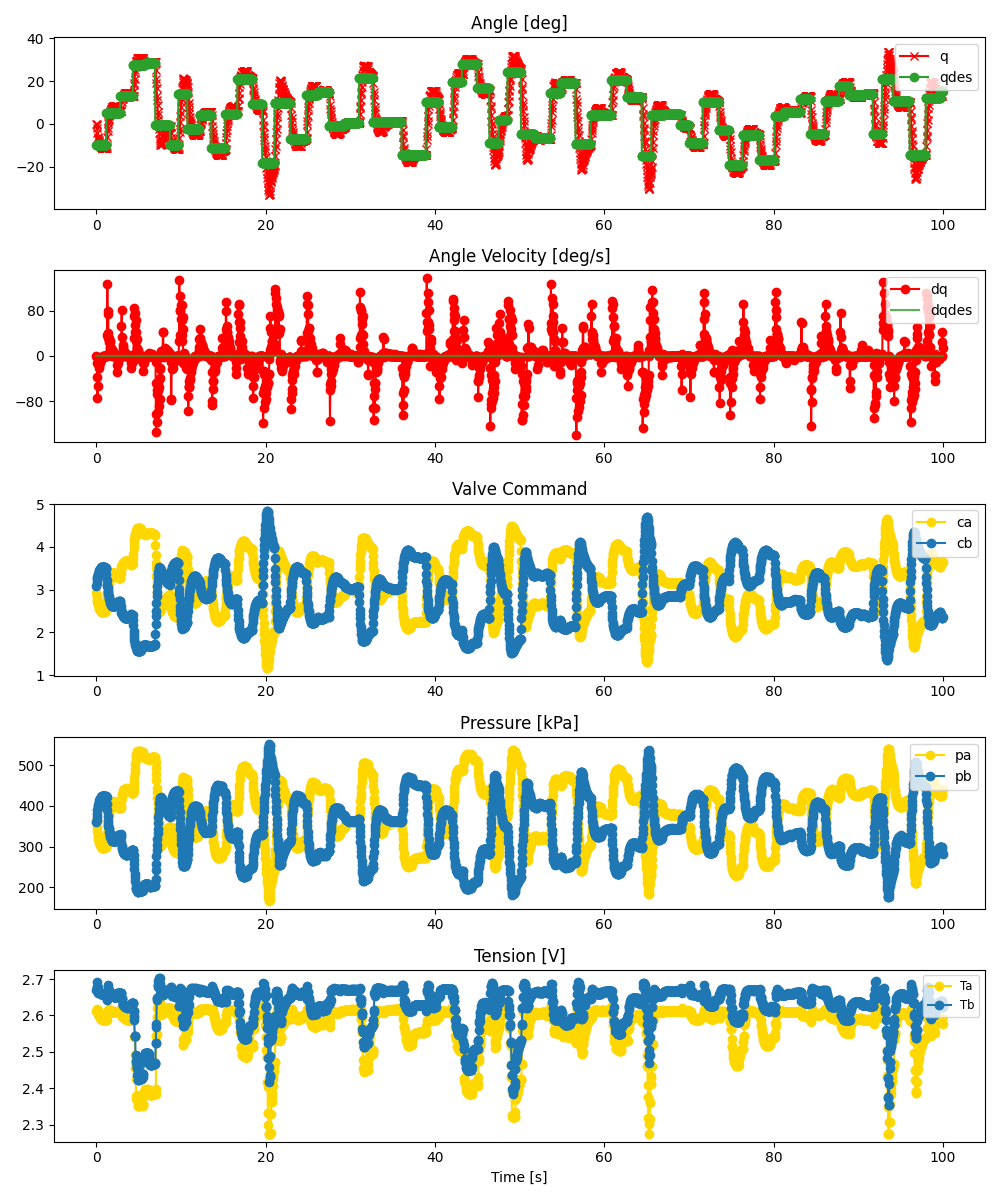 Angle [deg]
40
20
0
−20
q
qdes
0 20 40 60 80 100
Angle Velocity [deg/s]
80
0
−80
dq
dqdes
0 20 40 60 80 100
Valve Command
5
4
3
2
1
ca
cb
0 20 40 60 80 100
Pressure [kPa]
500
400
300
200
pa
pb
0 20 40 60 80 100
Tension [V]
2.7
2.6
2.5
2.4
2.3
Ta
Tb
0 20 40 60 80 100
Time [s]